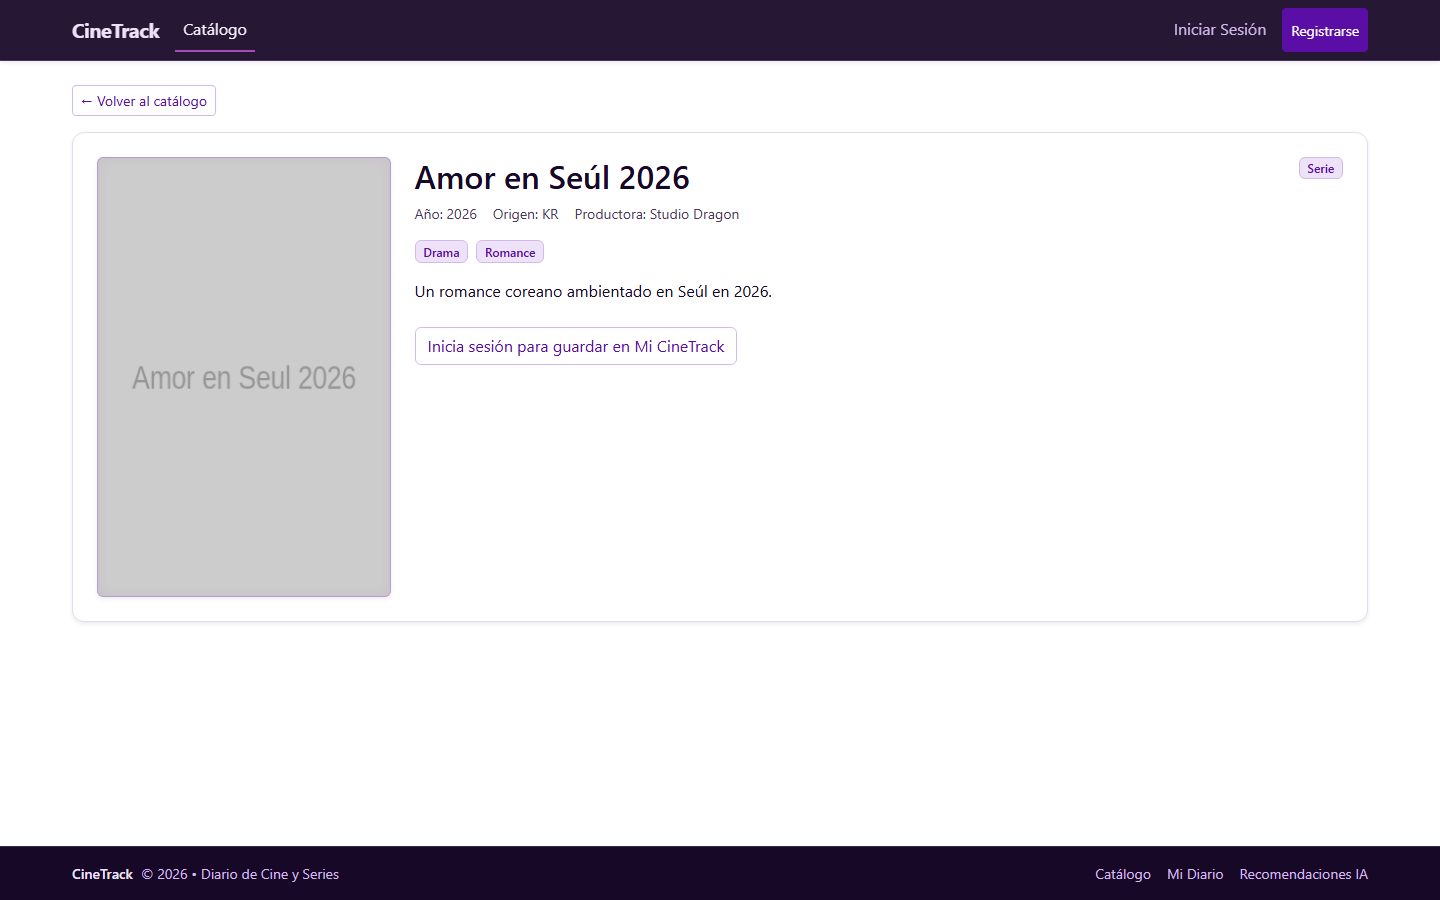 CineTrack Catálogo Iniciar Sesión Registrarse
← Volver al catálogo
Amor en Seul 2026
Amor en Seúl 2026 Serie
Año: 2026 Origen: KR Productora: Studio Dragon
Drama Romance
Un romance coreano ambientado en Seúl en 2026.
Inicia sesión para guardar en Mi CineTrack
CineTrack © 2026 • Diario de Cine y Series Catálogo Mi Diario Recomendaciones IA